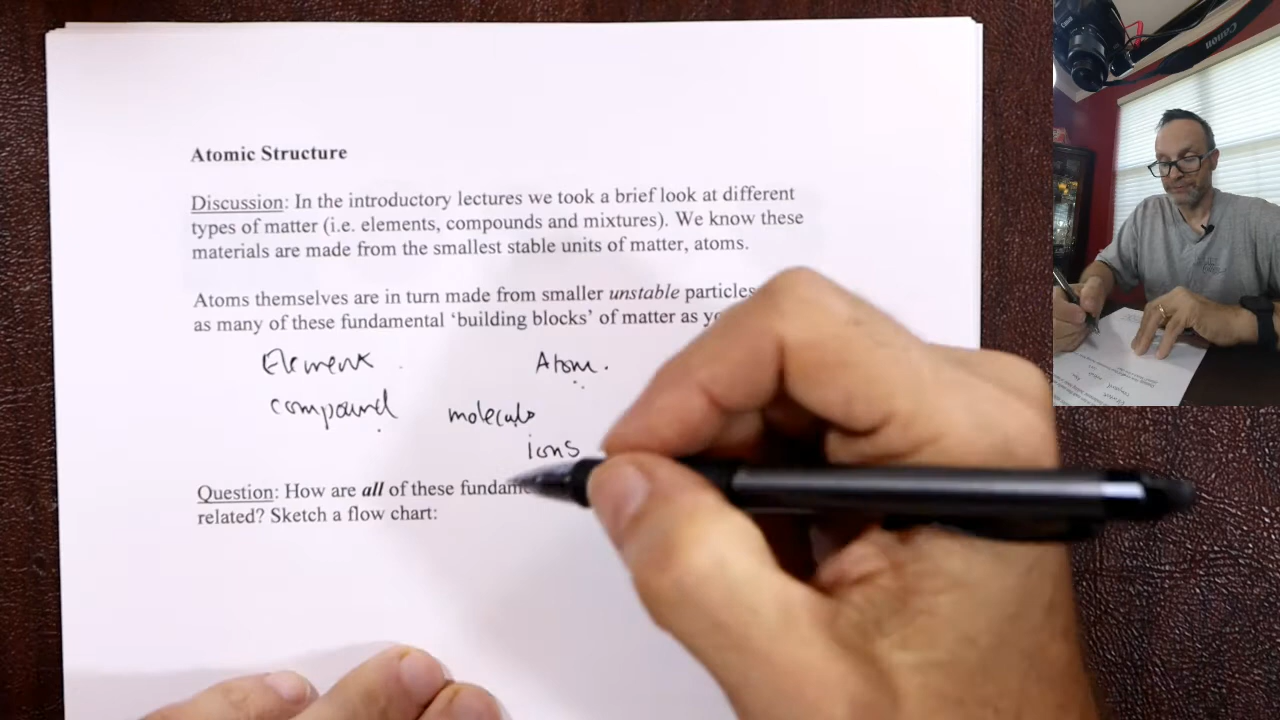 Atomic Structure
Discussion: In the introductory lectures we took a brief look at different
types of matter (i.e. elements, compounds and mixtures). We know these
materials are made from the smallest stable units of matter, atoms.
Atoms themselves are in turn made from smaller unstable particles
as many of these fundamental ‘building blocks’ of matter as
Element Atom.
compound molecule
ions
Question: How are all of these
related? Sketch a flow chart:
Canon